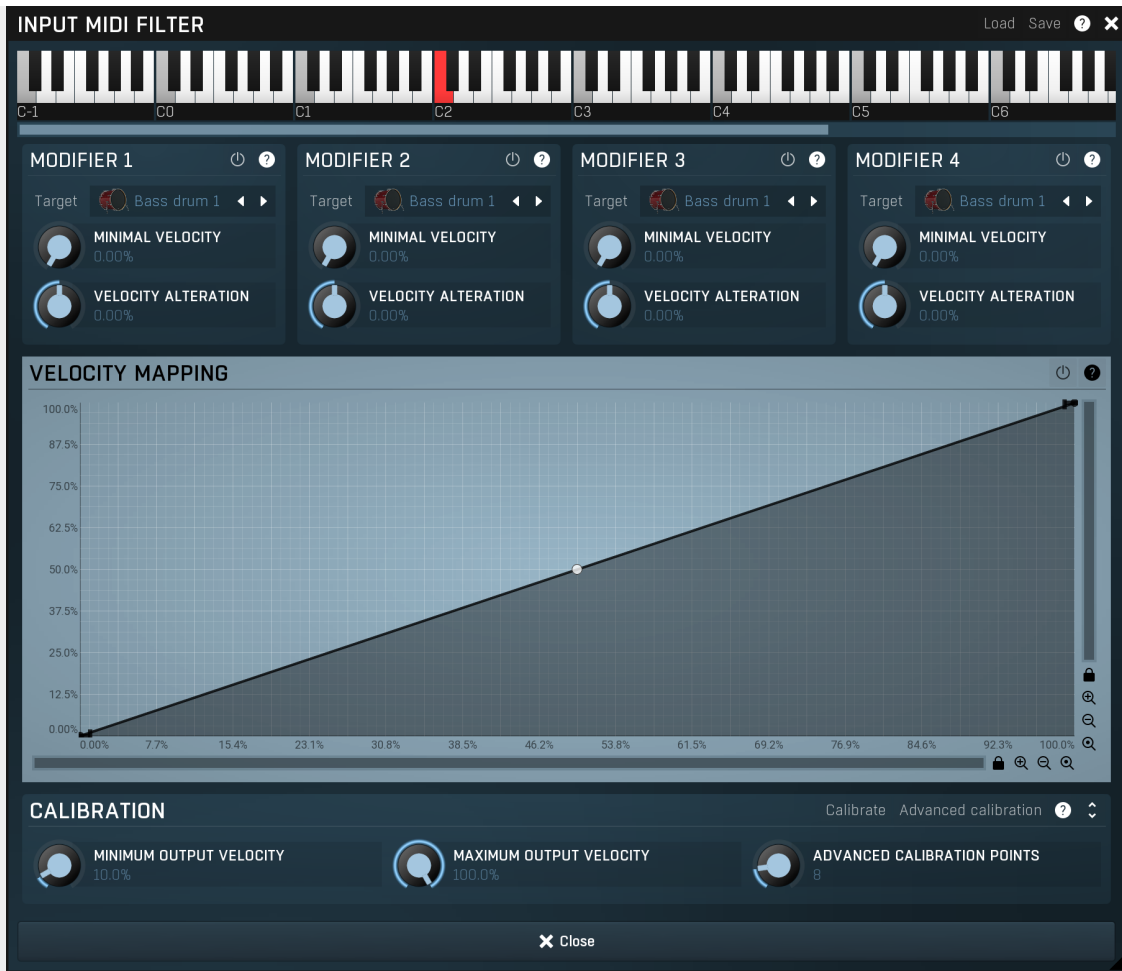 INPUT MIDI FILTER Load Save ?
C-1 C0 C1 C2 C3 C4 C5 C6
MODIFIER 1 ? MODIFIER 2 ? MODIFIER 3 ? MODIFIER 4 ?
Target Bass drum 1 Target Bass drum 1 Target Bass drum 1 Target Bass drum 1
MINIMAL VELOCITY MINIMAL VELOCITY MINIMAL VELOCITY MINIMAL VELOCITY
0.00% 0.00% 0.00% 0.00%
VELOCITY ALTERATION VELOCITY ALTERATION VELOCITY ALTERATION VELOCITY ALTERATION
0.00% 0.00% 0.00% 0.00%
VELOCITY MAPPING ?
100.0%
87.5%
75.0%
62.5%
50.0%
37.5%
25.0%
12.5%
0.00%
0.00% 7.7% 15.4% 23.1% 30.8% 38.5% 46.2% 53.8% 61.5% 69.2% 76.9% 84.6% 92.3% 100.0%
CALIBRATION Calibrate Advanced calibration ?
MINIMUM OUTPUT VELOCITY MAXIMUM OUTPUT VELOCITY ADVANCED CALIBRATION POINTS
10.0% 100.0% 8
Close